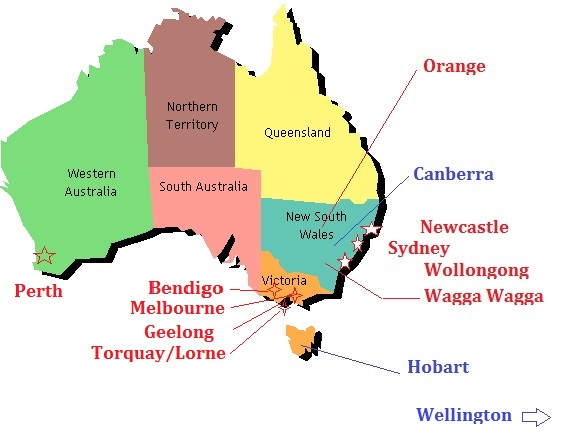 Orange
Northern
Territory
Queensland
Western
Australia
Canberra
South Australia
New South
Wales
Newcastle
Sydney
Wollongong
Perth
Bendigo
Victoria
Wagga Wagga
Melbourne
Geelong
Torquay/Lorne
Hobart
Wellington